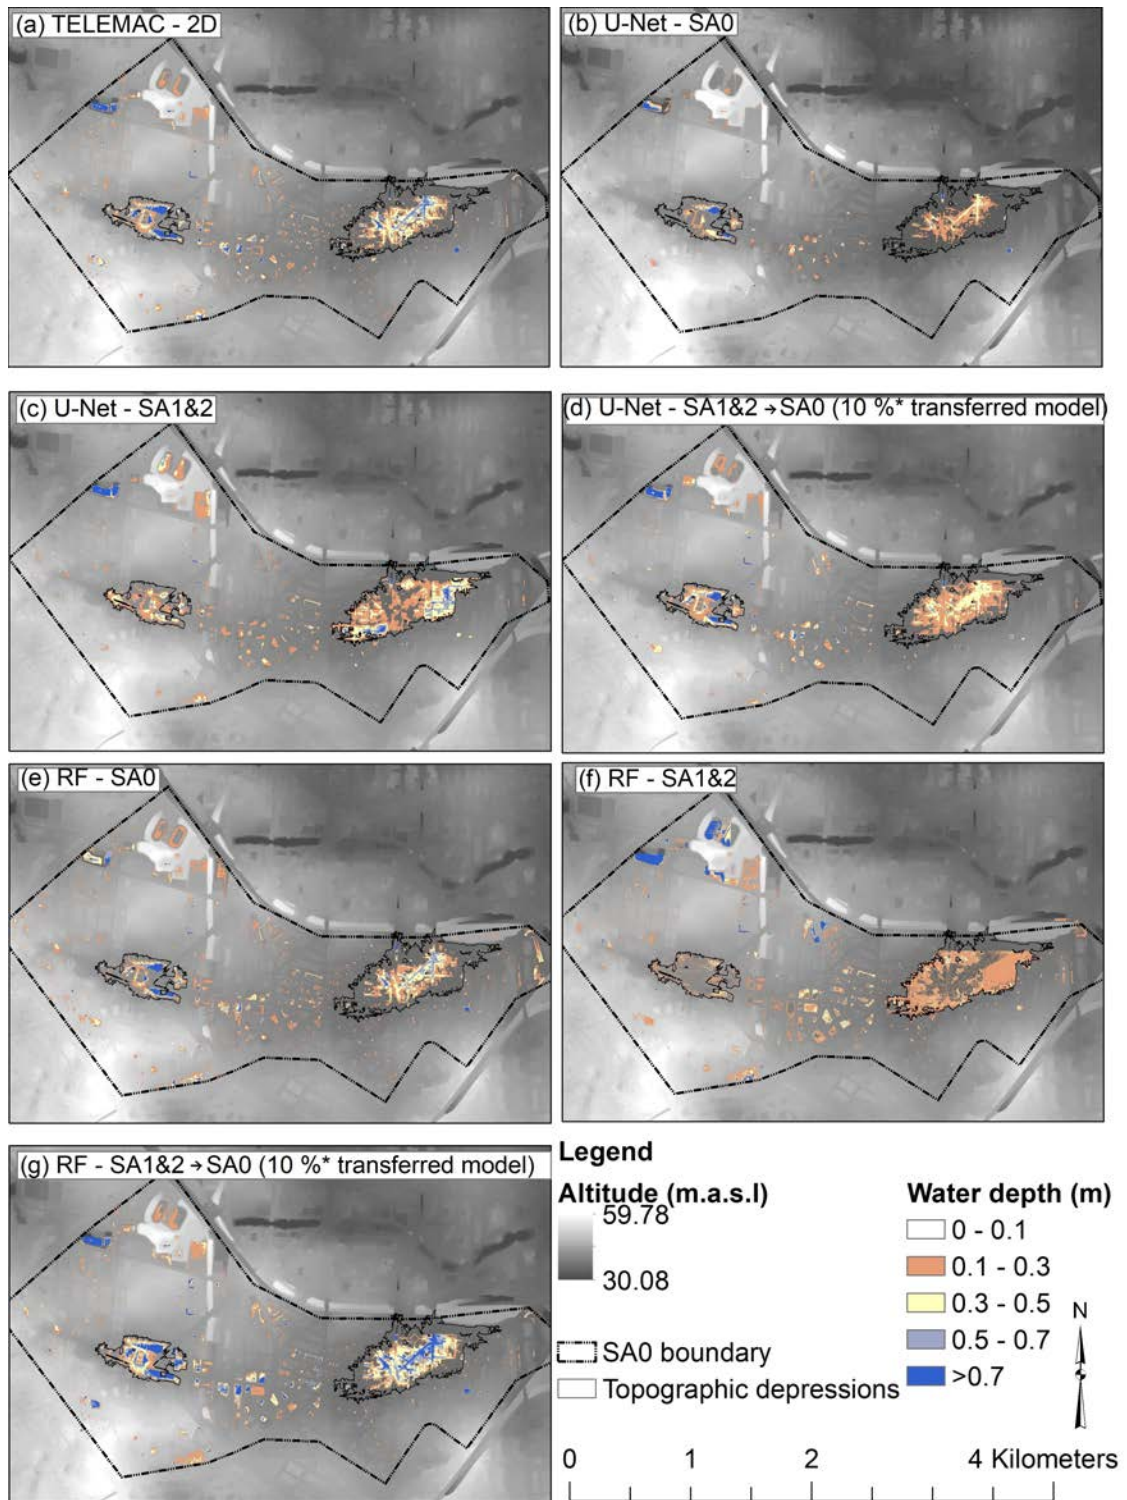 (a) TELEMAC - 2D
(b) U-Net - SA0
(c) U-Net - SA1&2
(d) U-Net - SA1&2 → SA0 (10 %* transferred model)
(e) RF - SA0
(f) RF - SA1&2
(g) RF - SA1&2 → SA0 (10 %* transferred model)
Legend
Altitude (m.a.s.l)
59.78
30.08
SA0 boundary
Topographic depressions
Water depth (m)
0 - 0.1
0.1 - 0.3
0.3 - 0.5
0.5 - 0.7
>0.7
N
0 1 2 4 Kilometers